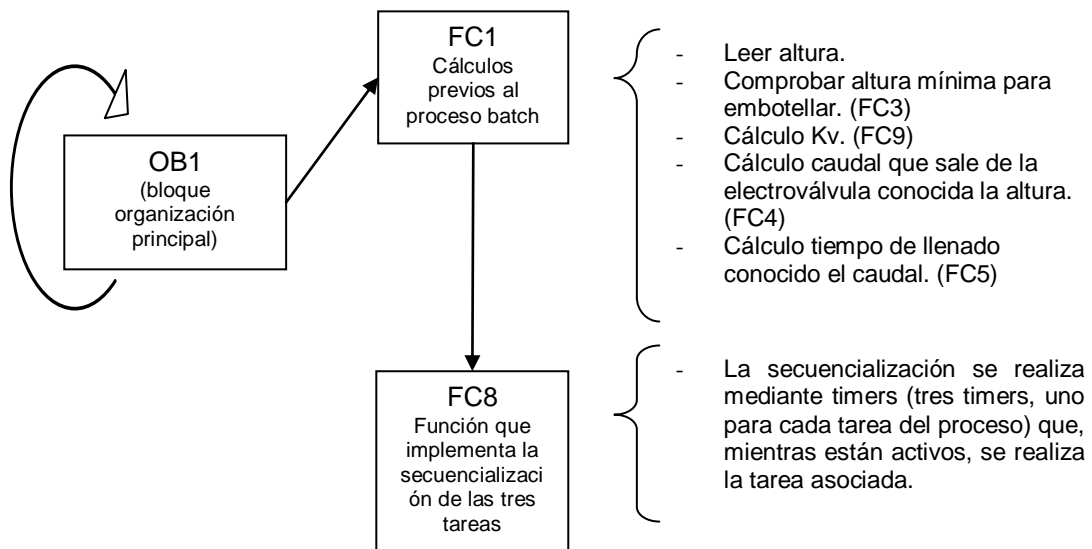 FC1
Cálculos
previos al
proceso batch
- Leer altura.
- Comprobar altura mínima para
embotellar. (FC3)
- Cálculo Kv. (FC9)
- Cálculo caudal que sale de la
electroválvula conocida la altura.
(FC4)
- Cálculo tiempo de llenado
conocido el caudal. (FC5)
OB1
(bloque
organización
principal)
FC8
Función que
implementa la
secuencializaci
ón de las tres
tareas
- La secuencialización se realiza
mediante timers (tres timers, uno
para cada tarea del proceso) que,
mientras están activos, se realiza
la tarea asociada.